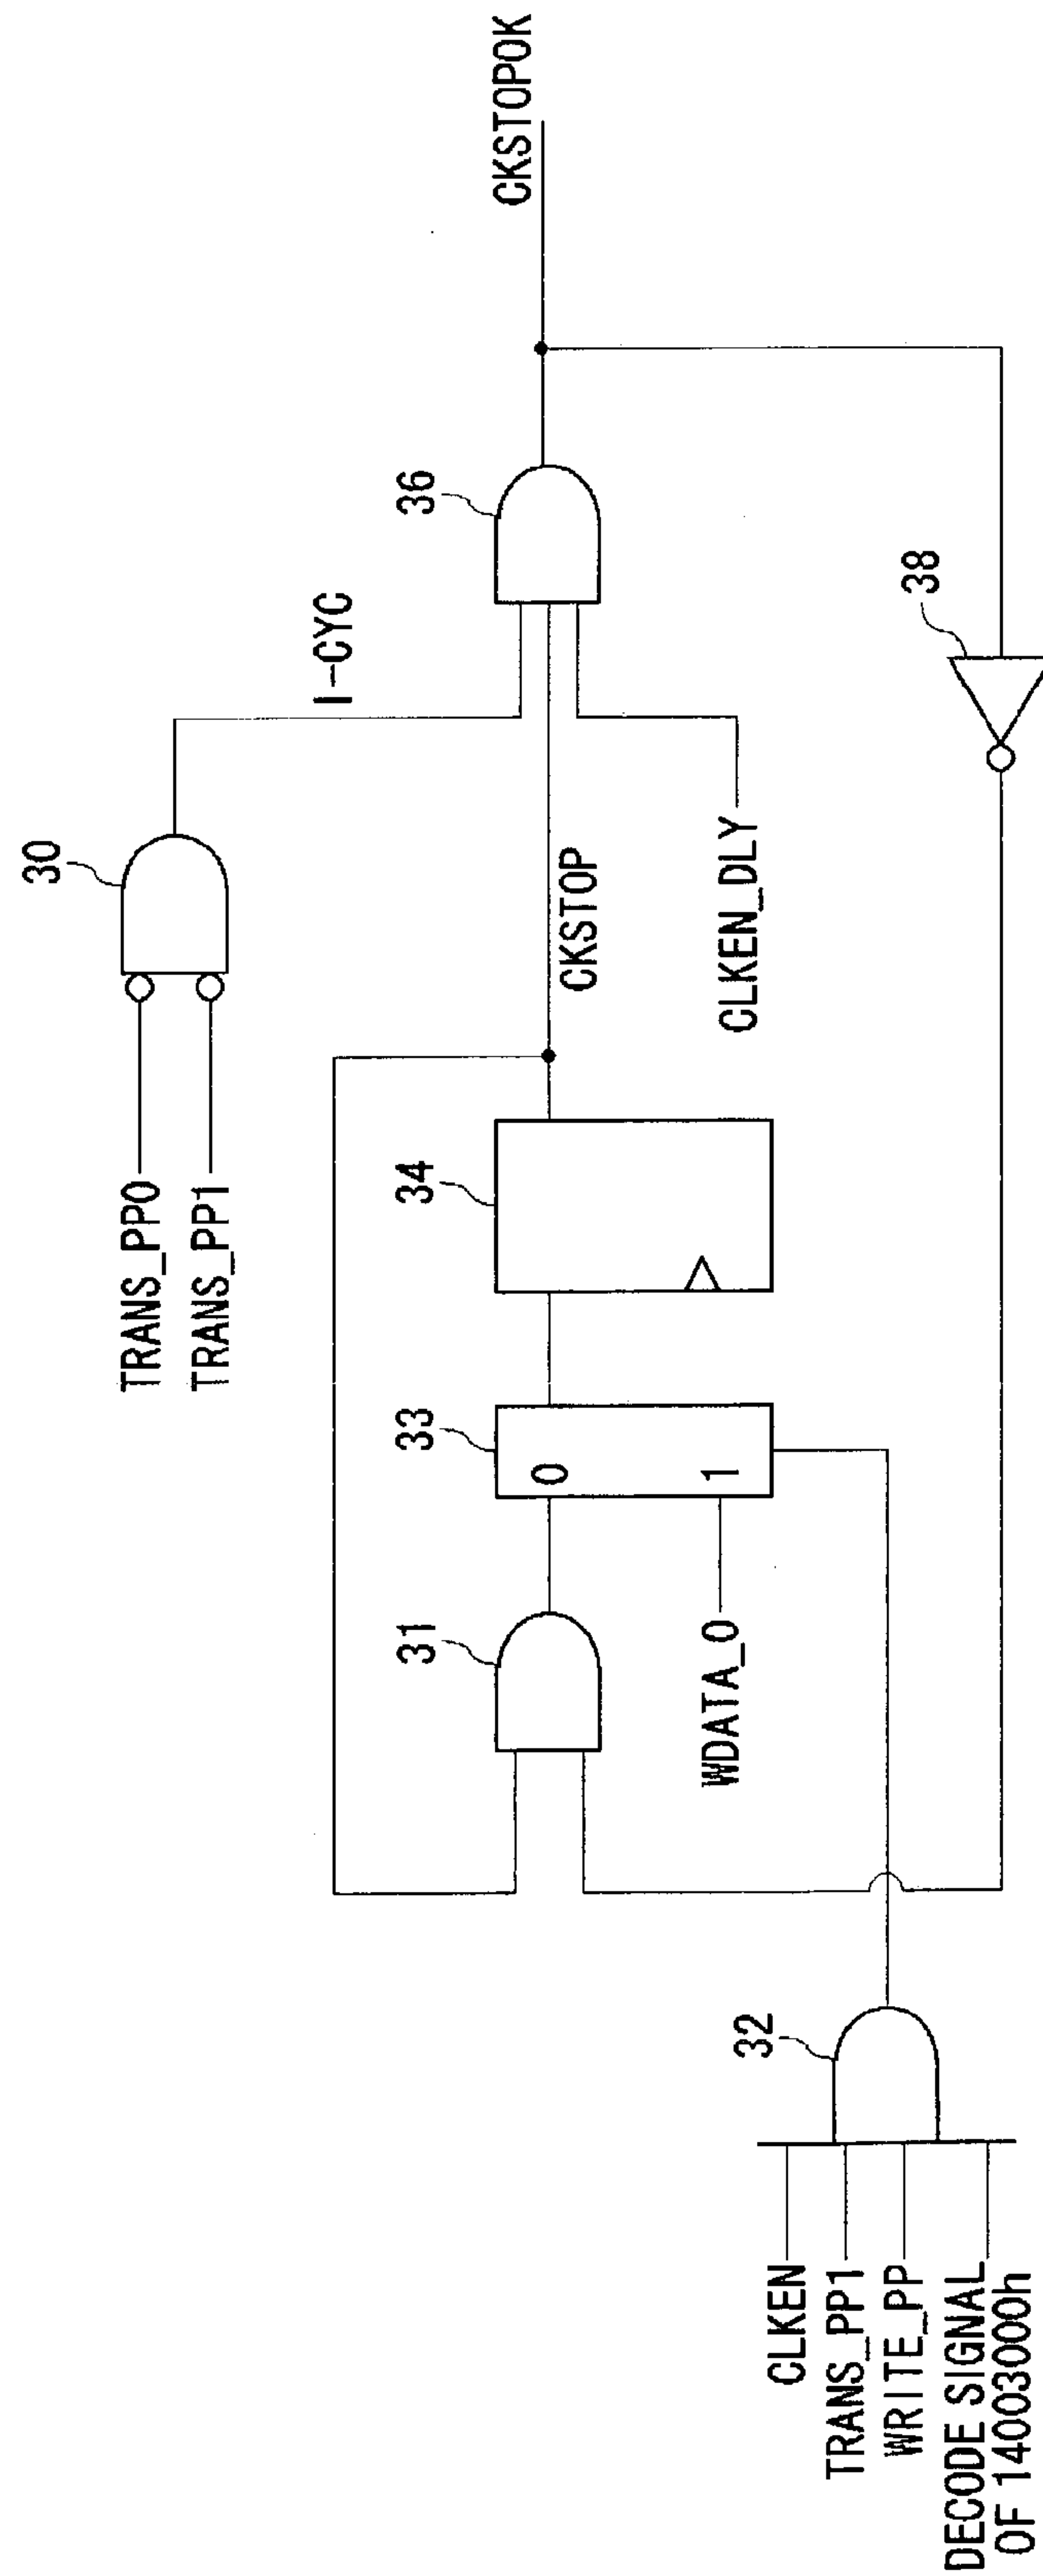 30
TRANS_PP0
TRANS_PP1
I-CYC
36
CKSTOPOK
31
33
34
0
1
CKSTOP
WDATA_0
CLKEN_DLY
32
38
CLKEN
TRANS_PP1
WRITE_PP
DECODE SIGNAL
OF 14003000h